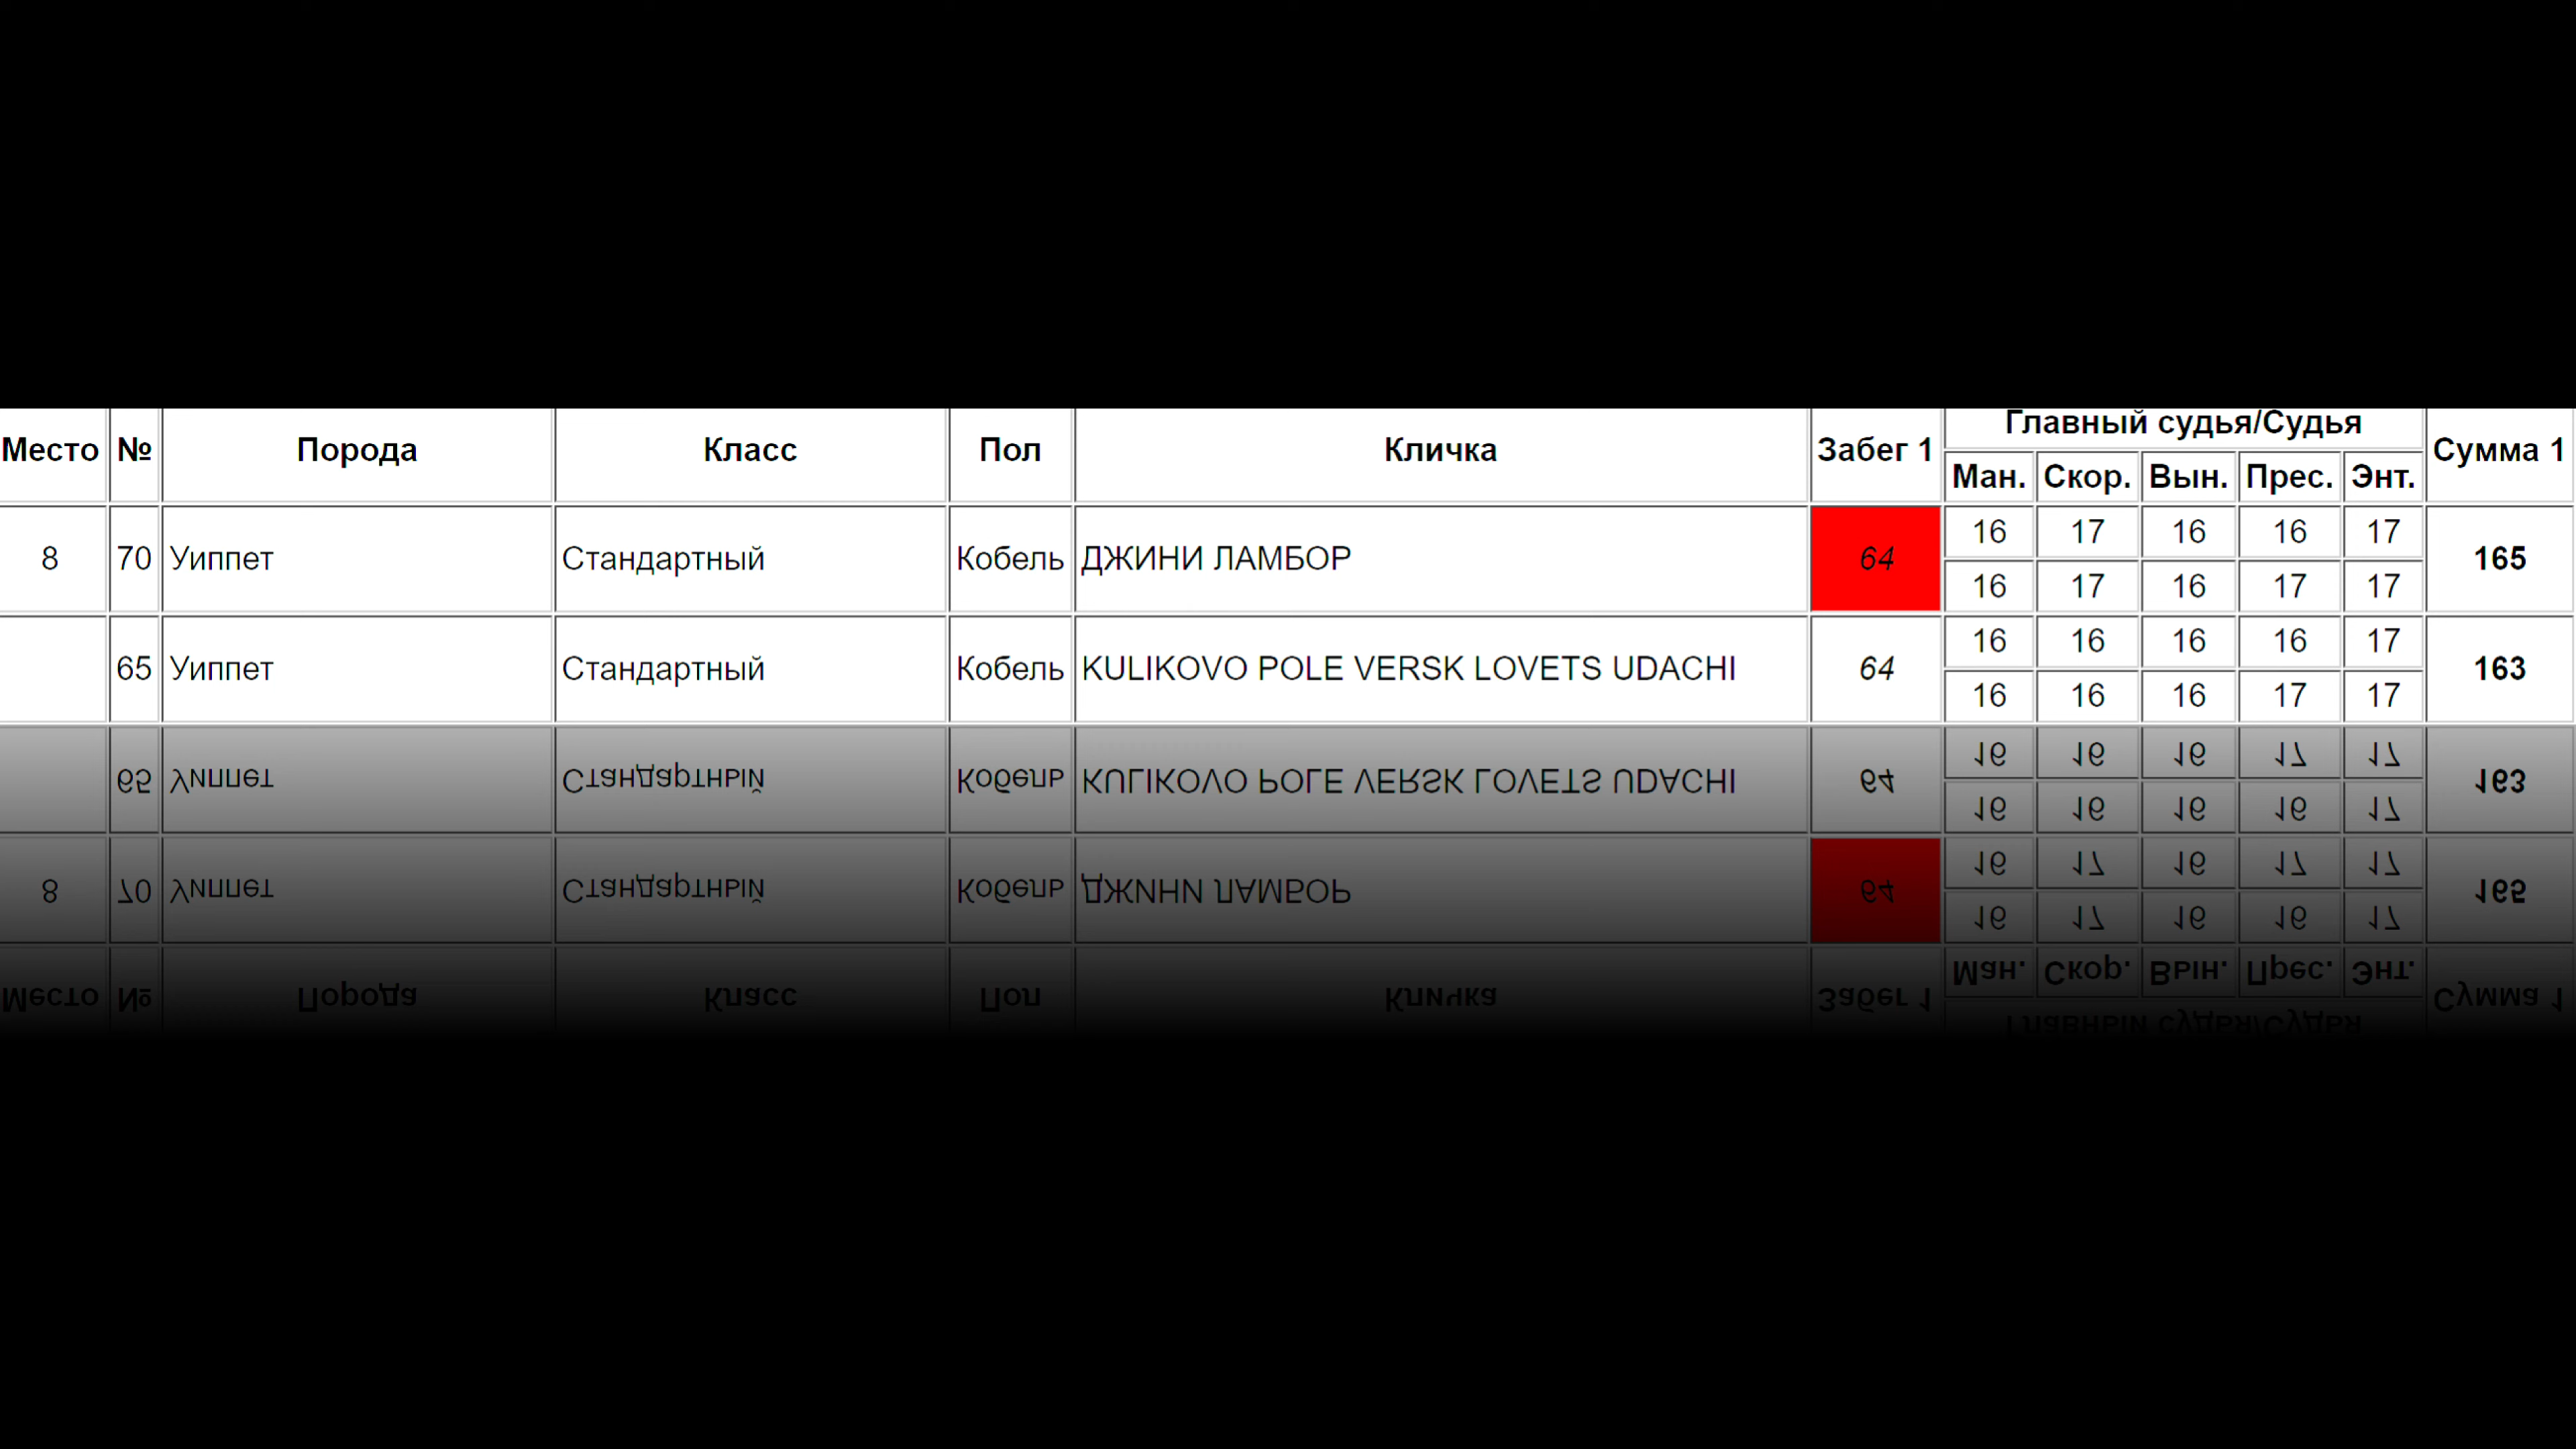 Место № Порода Класс Пол Кличка Забег 1 Главный судья/Судья Сумма 1
Ман. Скор. Вын. Прес. Энт.
8 70 Уиппет Стандартный Кобель ДЖИНИ ЛАМБОР 64 16 17 16 16 17 165
16 17 16 17 17
65 Уиппет Стандартный Кобель KULIKOVO POLE VERSK LOVETS UDACHI 64 16 16 16 16 17 163
16 16 16 17 17